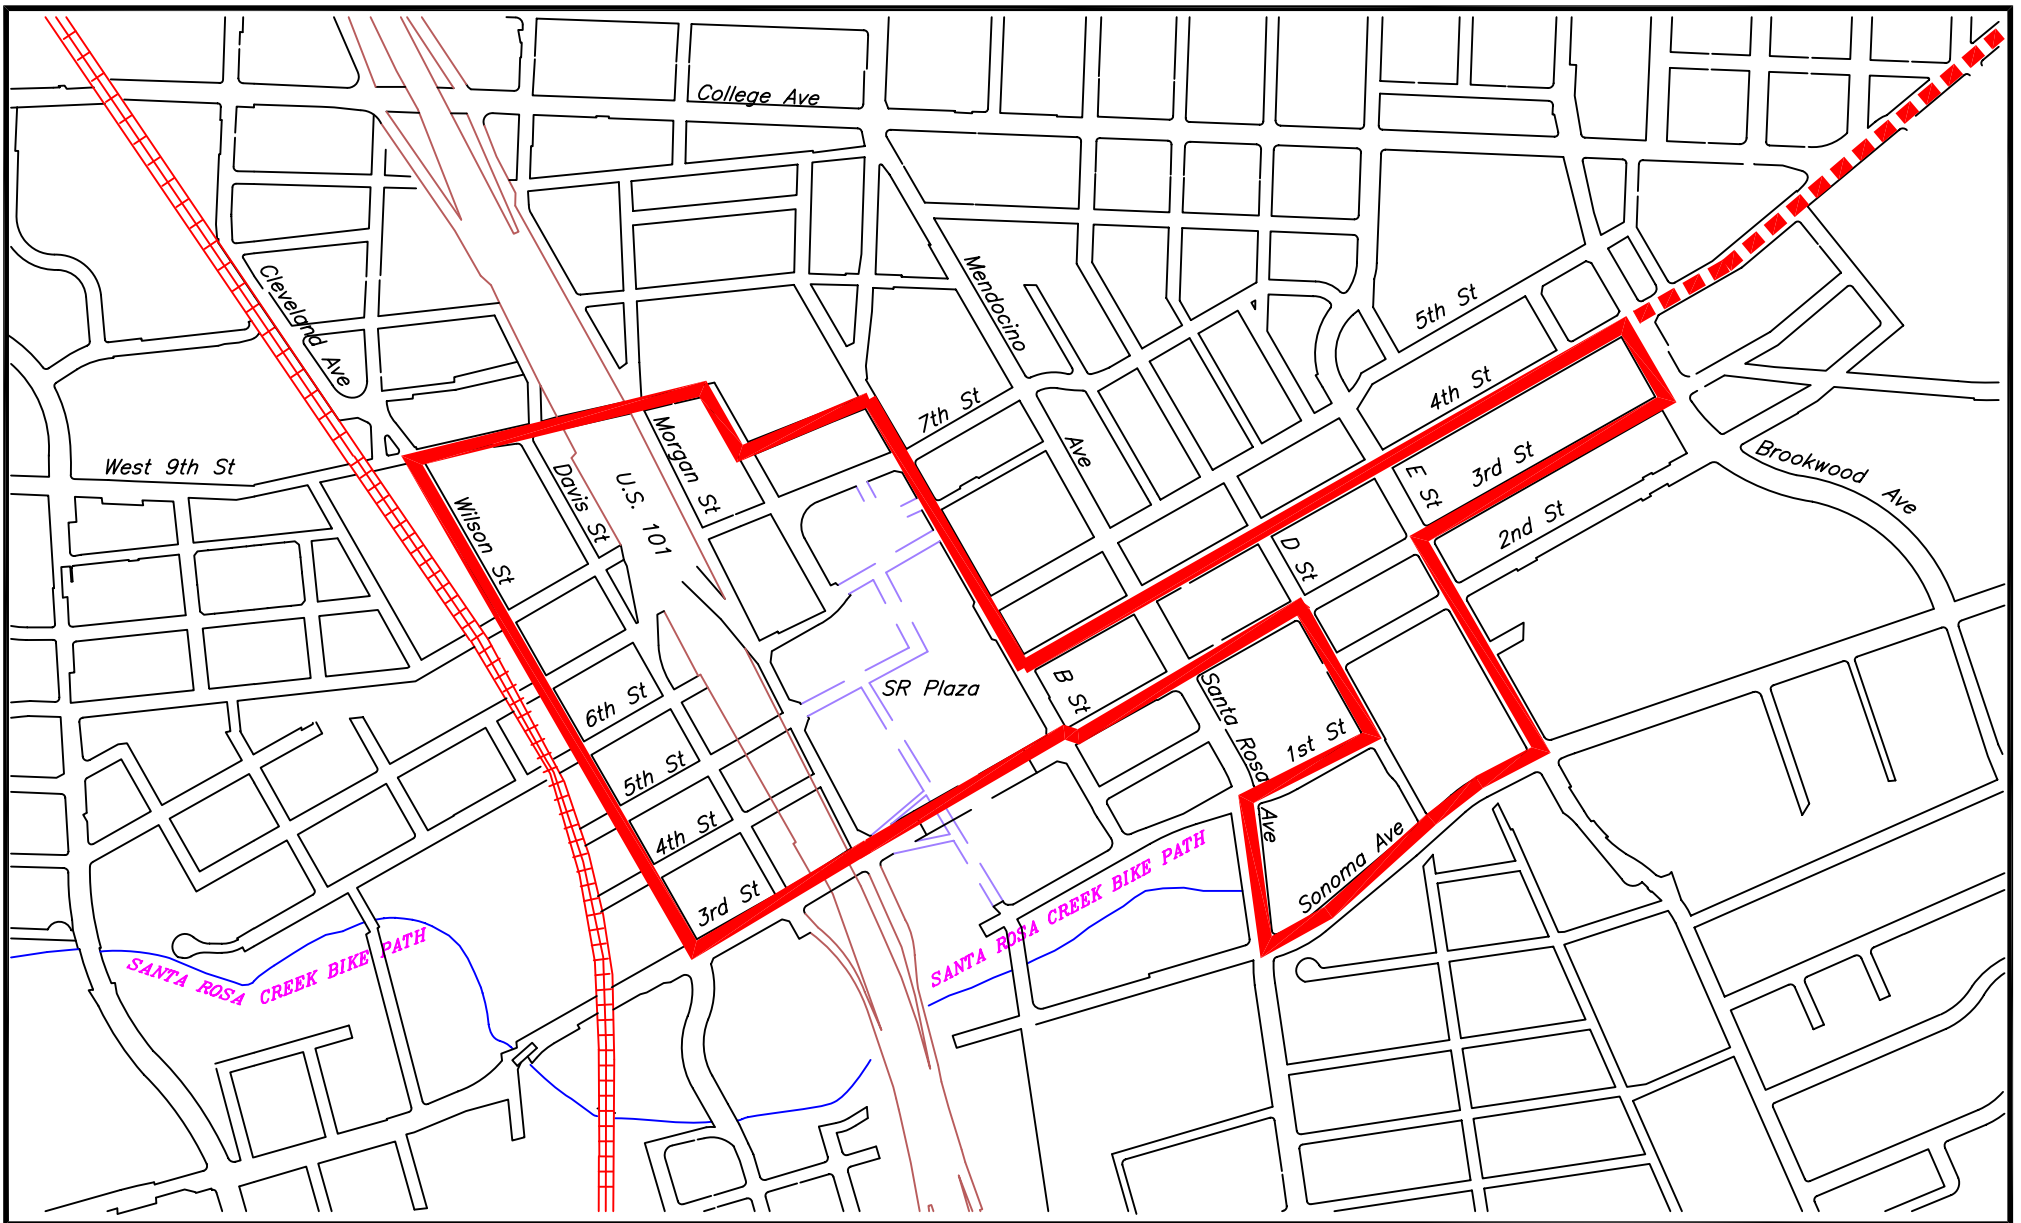 College Ave
Cleveland Ave
Mendocino
Ave
5th St
4th St
7th St
West 9th St
Wilson St
Davis St
U.S. 101
Morgan St
E St
3rd St
2nd St
Brookwood Ave
D St
B St
SR Plaza
6th St
5th St
4th St
3rd St
Santa Rosa
Ave
1st St
Sonoma Ave
SANTA ROSA CREEK BIKE PATH
SANTA ROSA CREEK BIKE PATH